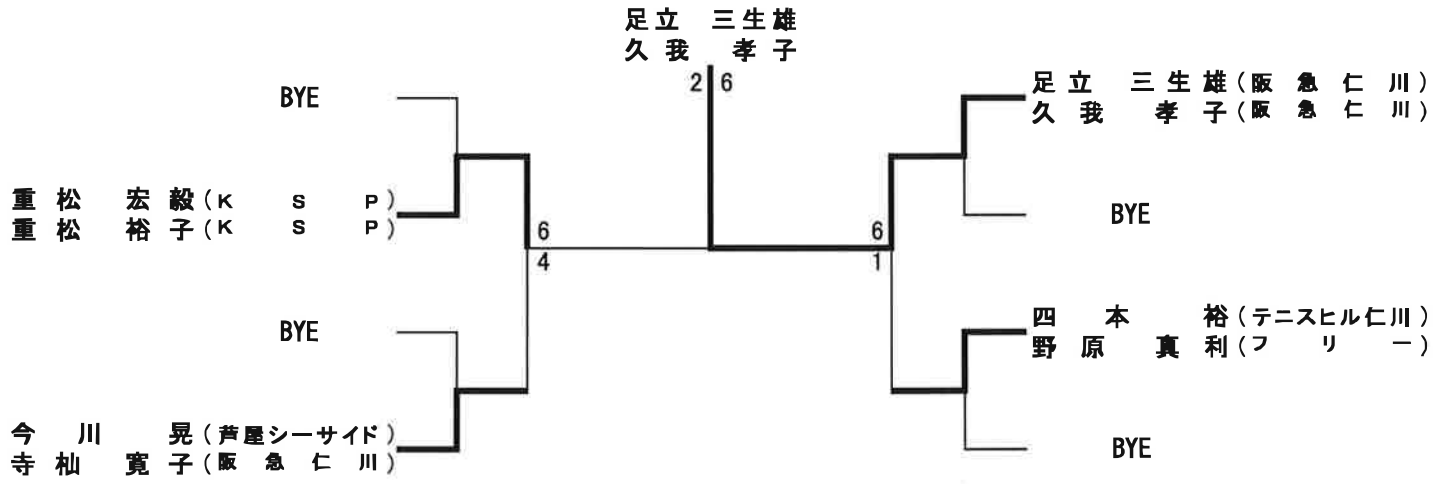 足立 三生雄
久我 孝子
2 6
BYE
重松 宏毅(K S P)
重松 裕子(K S P)
6
4
BYE
今川 晃(芦屋シーサイド)
寺杣 寛子(阪急仁川)
足立 三生雄(阪急仁川)
久我 孝子(阪急仁川)
BYE
6
1
四本 裕(テニスヒル仁川)
野原 真利(フリー)
BYE